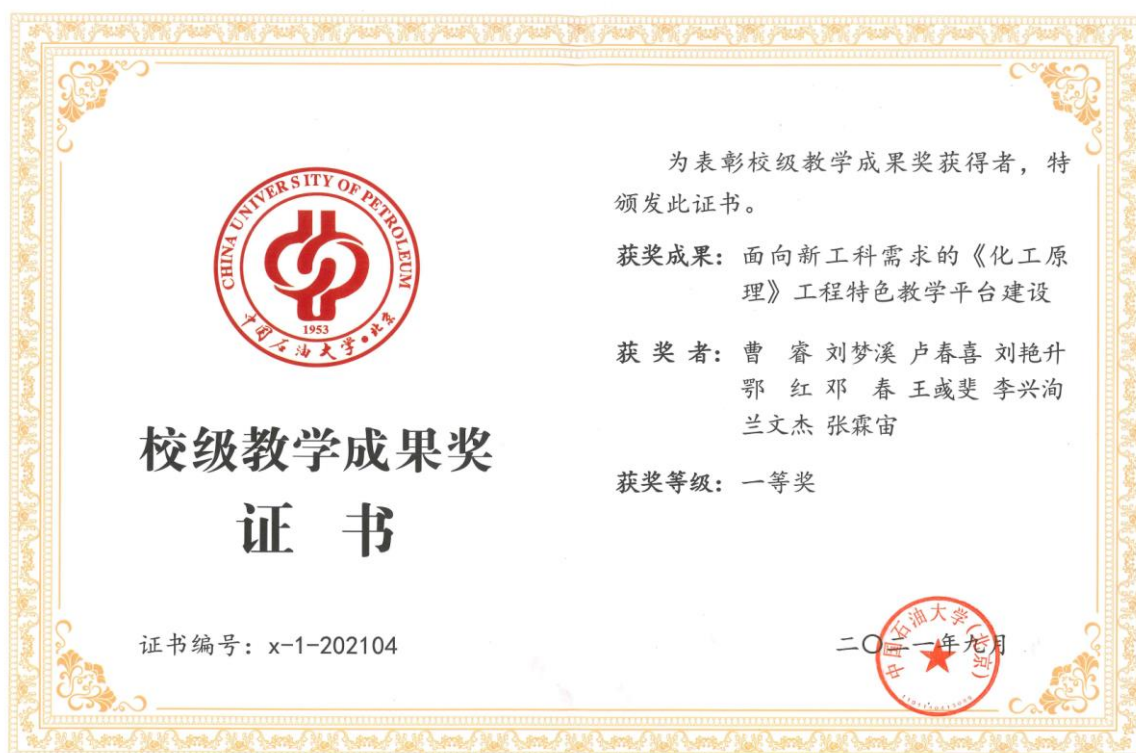 CHINA UNIVERSITY OF PETROLEUM
1953
中国石油大学·北京
校级教学成果奖
证 书
证书编号：x-1-202104
为表彰校级教学成果奖获得者，特
颁发此证书。
获奖成果：面向新工科需求的《化工原
理》工程特色教学平台建设
获 奖 者：曹 睿 刘梦溪 卢春喜 刘艳升
鄂 红 邓 春 王彧斐 李兴洵
兰文杰 张霖宙
获奖等级：一等奖
二〇二一年九月
中国石油大学(北京)